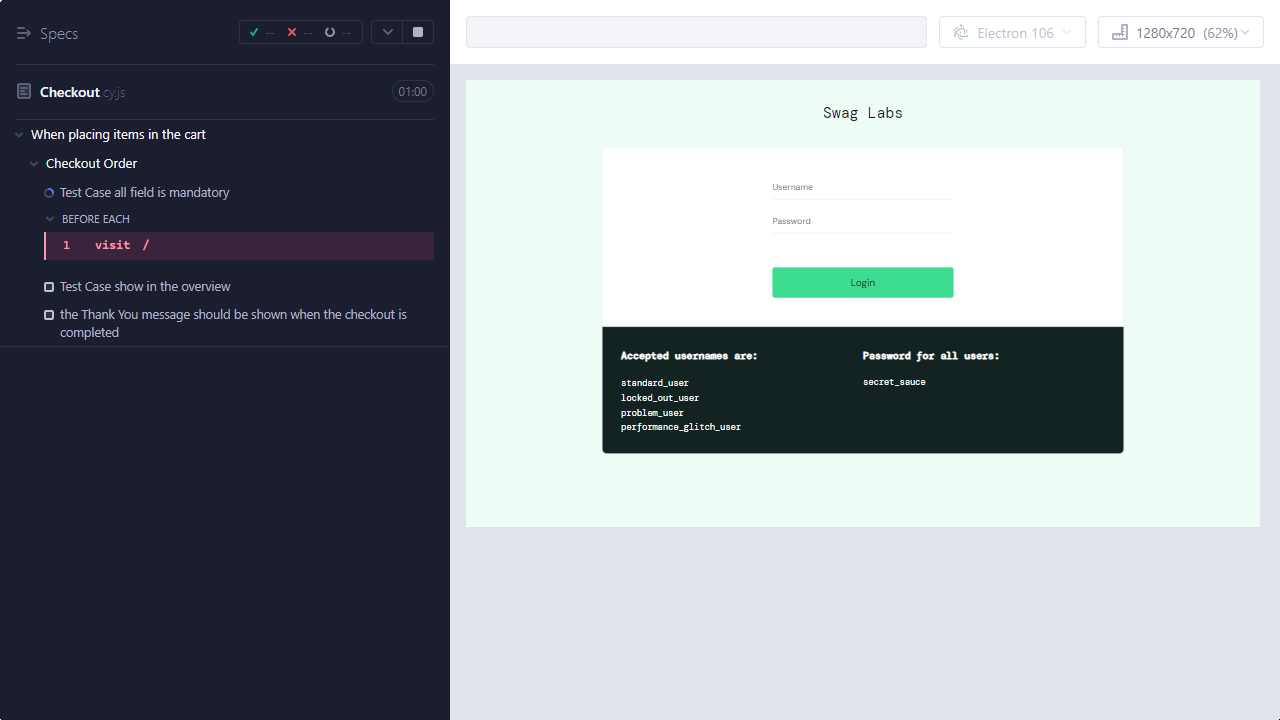 Specs
--
--
--
Checkout cy.js
01:00
When placing items in the cart
Checkout Order
Test Case all field is mandatory
BEFORE EACH
1 visit /
Test Case show in the overview
the Thank You message should be shown when the checkout is
completed
Electron 106
1280x720 (62%)
Swag Labs
Username
Password
Login
Accepted usernames are:
standard_user
locked_out_user
problem_user
performance_glitch_user
Password for all users:
secret_sauce